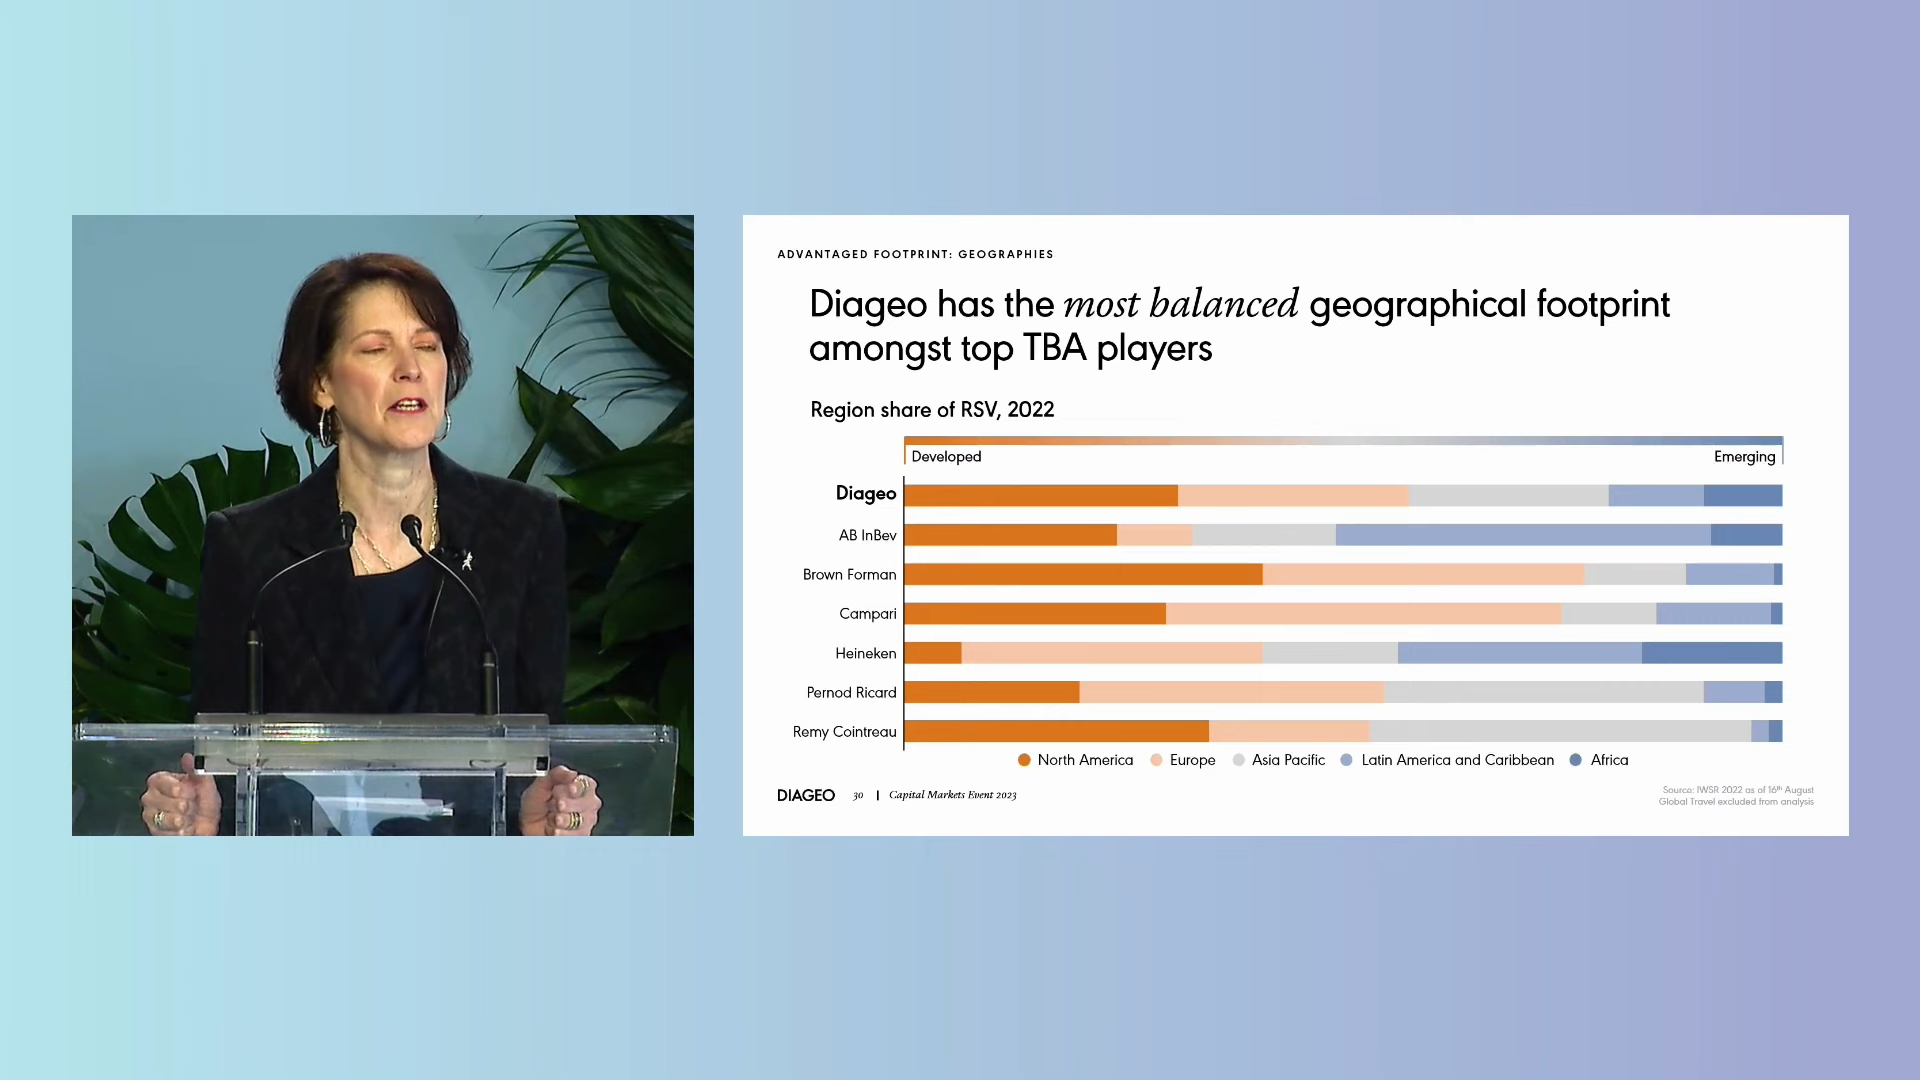 ADVANTAGED FOOTPRINT: GEOGRAPHIES
Diageo has the most balanced geographical footprint
amongst top TBA players
Region share of RSV, 2022
Developed
Emerging
Diageo
AB InBev
Brown Forman
Campari
Heineken
Pernod Ricard
Remy Cointreau
North America
Europe
Asia Pacific
Latin America and Caribbean
Africa
DIAGEO 30 | Capital Markets Event 2023
Source: IWSR 2022 as of 16th August
Global Travel excluded from analysis